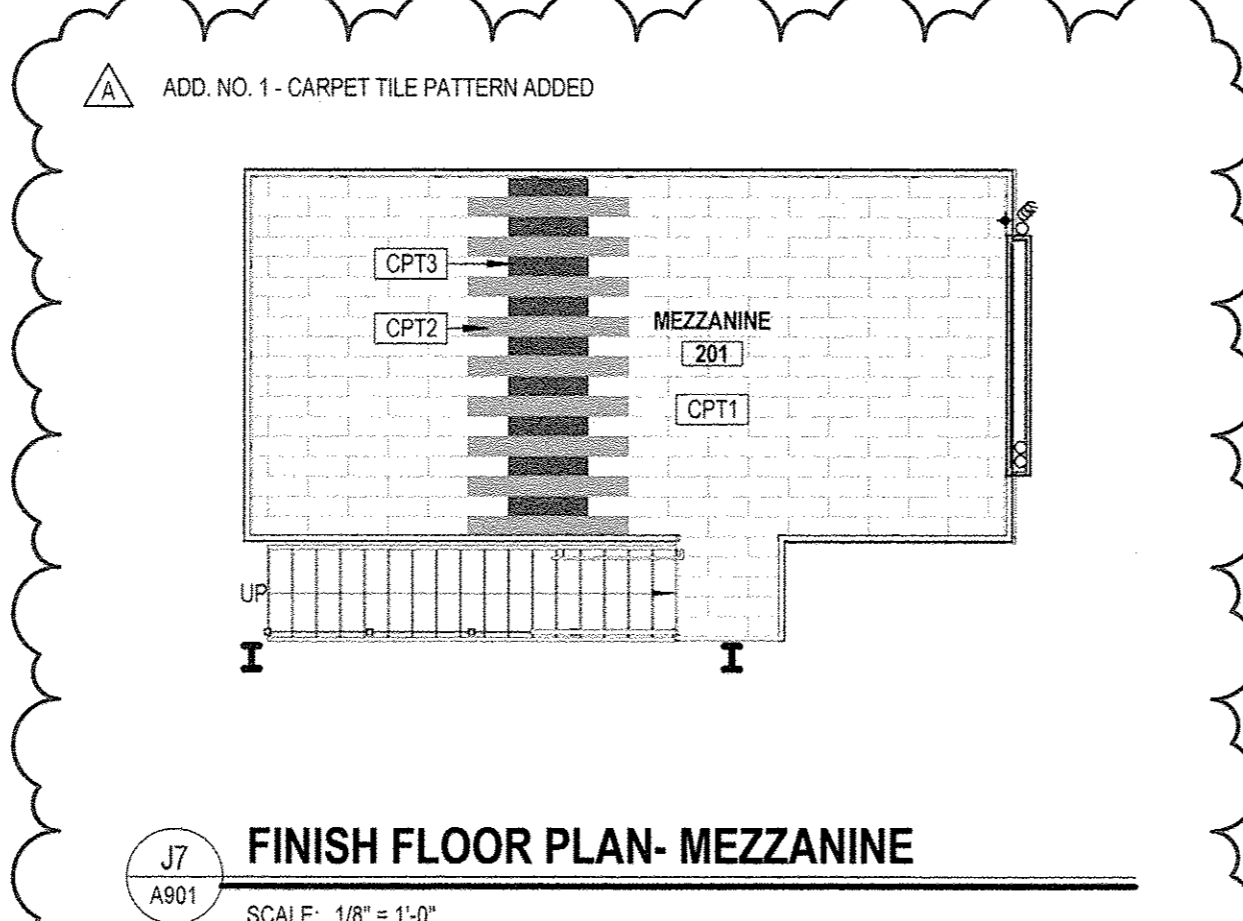 A
ADD. NO. 1 - CARPET TILE PATTERN ADDED
CPT3
CPT2
MEZZANINE
201
CPT1
UP
J7
A901
FINISH FLOOR PLAN- MEZZANINE
SCALE: 1/8" = 1'-0"